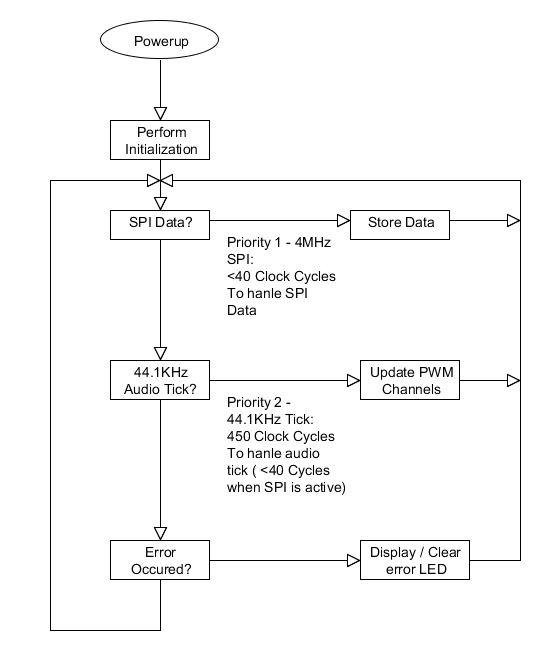 Powerup
Perform
Initialization
SPI Data?
Store Data
Priority 1 - 4MHz
SPI:
<40 Clock Cycles
To hanle SPI
Data
44.1KHz
Audio Tick?
Update PWM
Channels
Priority 2 -
44.1KHz Tick:
450 Clock Cycles
To hanle audio
tick ( <40 Cycles
when SPI is active)
Error
Occured?
Display / Clear
error LED